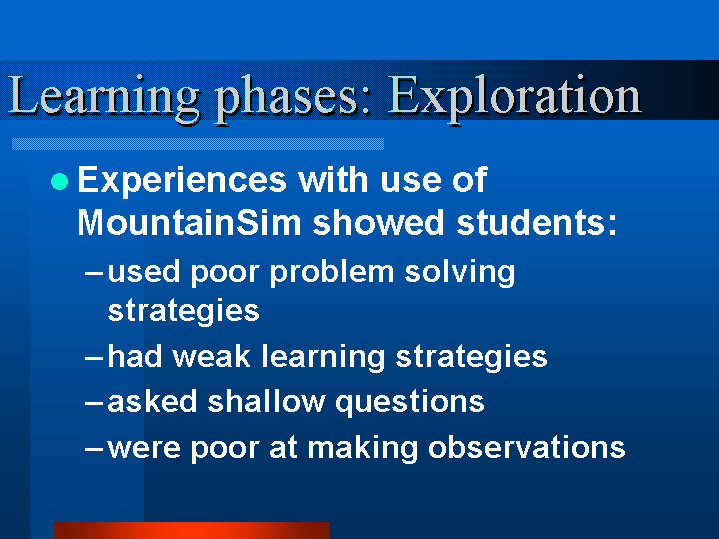 Learning phases: Exploration
Experiences with use of
MountainSim showed students:
–used poor problem solving
strategies
–had weak learning strategies
–asked shallow questions
–were poor at making observations